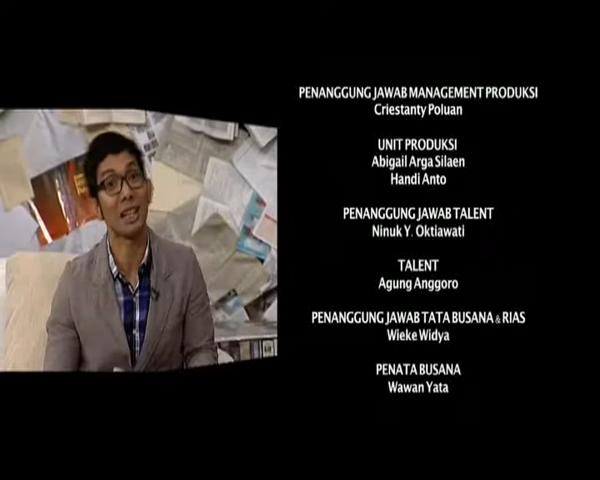 PENANGGUNG JAWAB MANAGEMENT PRODUKSI
Criestanty Poluan
UNIT PRODUKSI
Abigail Arga Silaen
Handi Anto
PENANGGUNG JAWAB TALENT
Ninuk Y. Oktiawati
TALENT
Agung Anggoro
PENANGGUNG JAWAB TATA BUSANA & RIAS
Wieke Widya
PENATA BUSANA
Wawan Yata